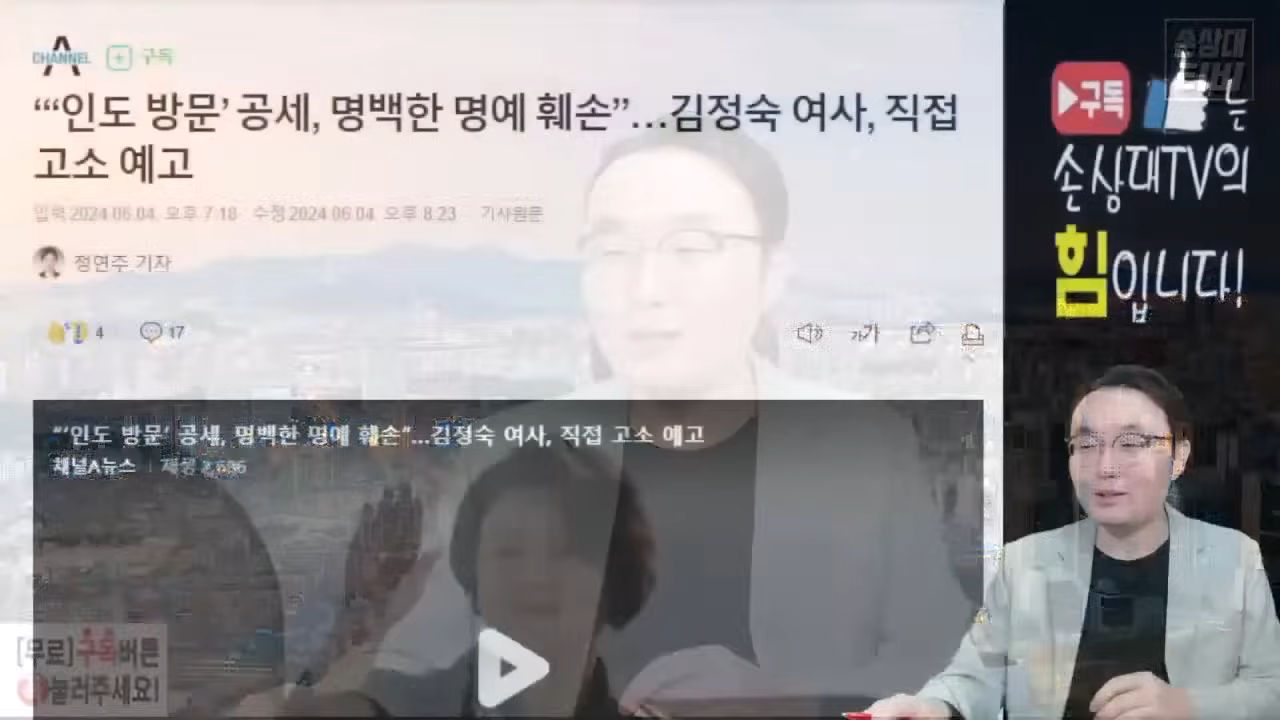 CHANNEL A
구독
“‘인도 방문’ 공세, 명백한 명예 훼손”…김정숙 여사, 직접
고소 예고
입력 2024.06.04. 오후 7:18 수정 2024.06.04. 오후 8:23 기사원문
정연주 기자
4 17
가가
“‘인도 방문’ 공세, 명백한 명예 훼손”…김정숙 여사, 직접 고소 예고
채널A뉴스
[무료] 구독버튼
눌러주세요!
손상대
티비
구독
는
손상대TV의
힘입니다!